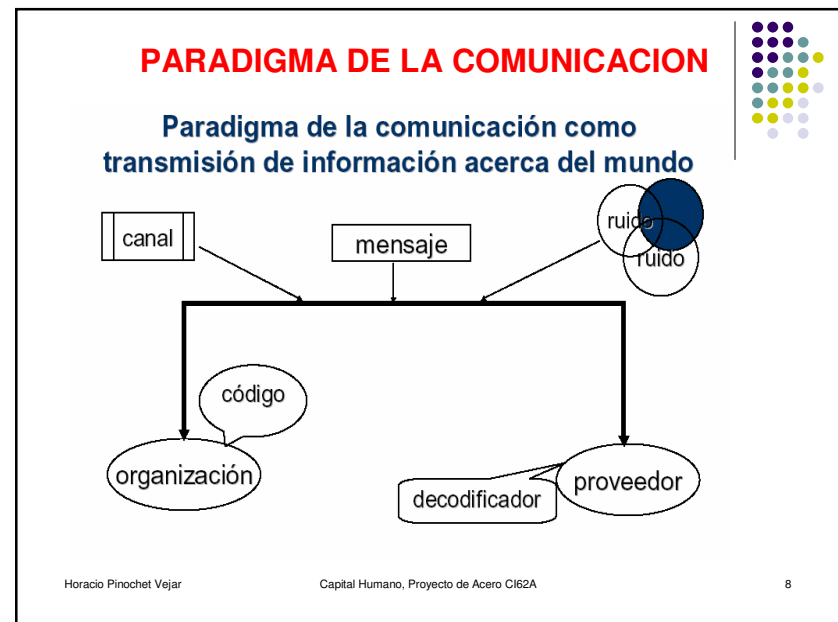 PARADIGMA DE LA COMUNICACION
Paradigma de la comunicación como
transmisión de información acerca del mundo
canal
mensaje
ruido
ruido
código
organización
decodificador
proveedor
Horacio Pinochet Vejar
Capital Humano, Proyecto de Acero CI62A
8